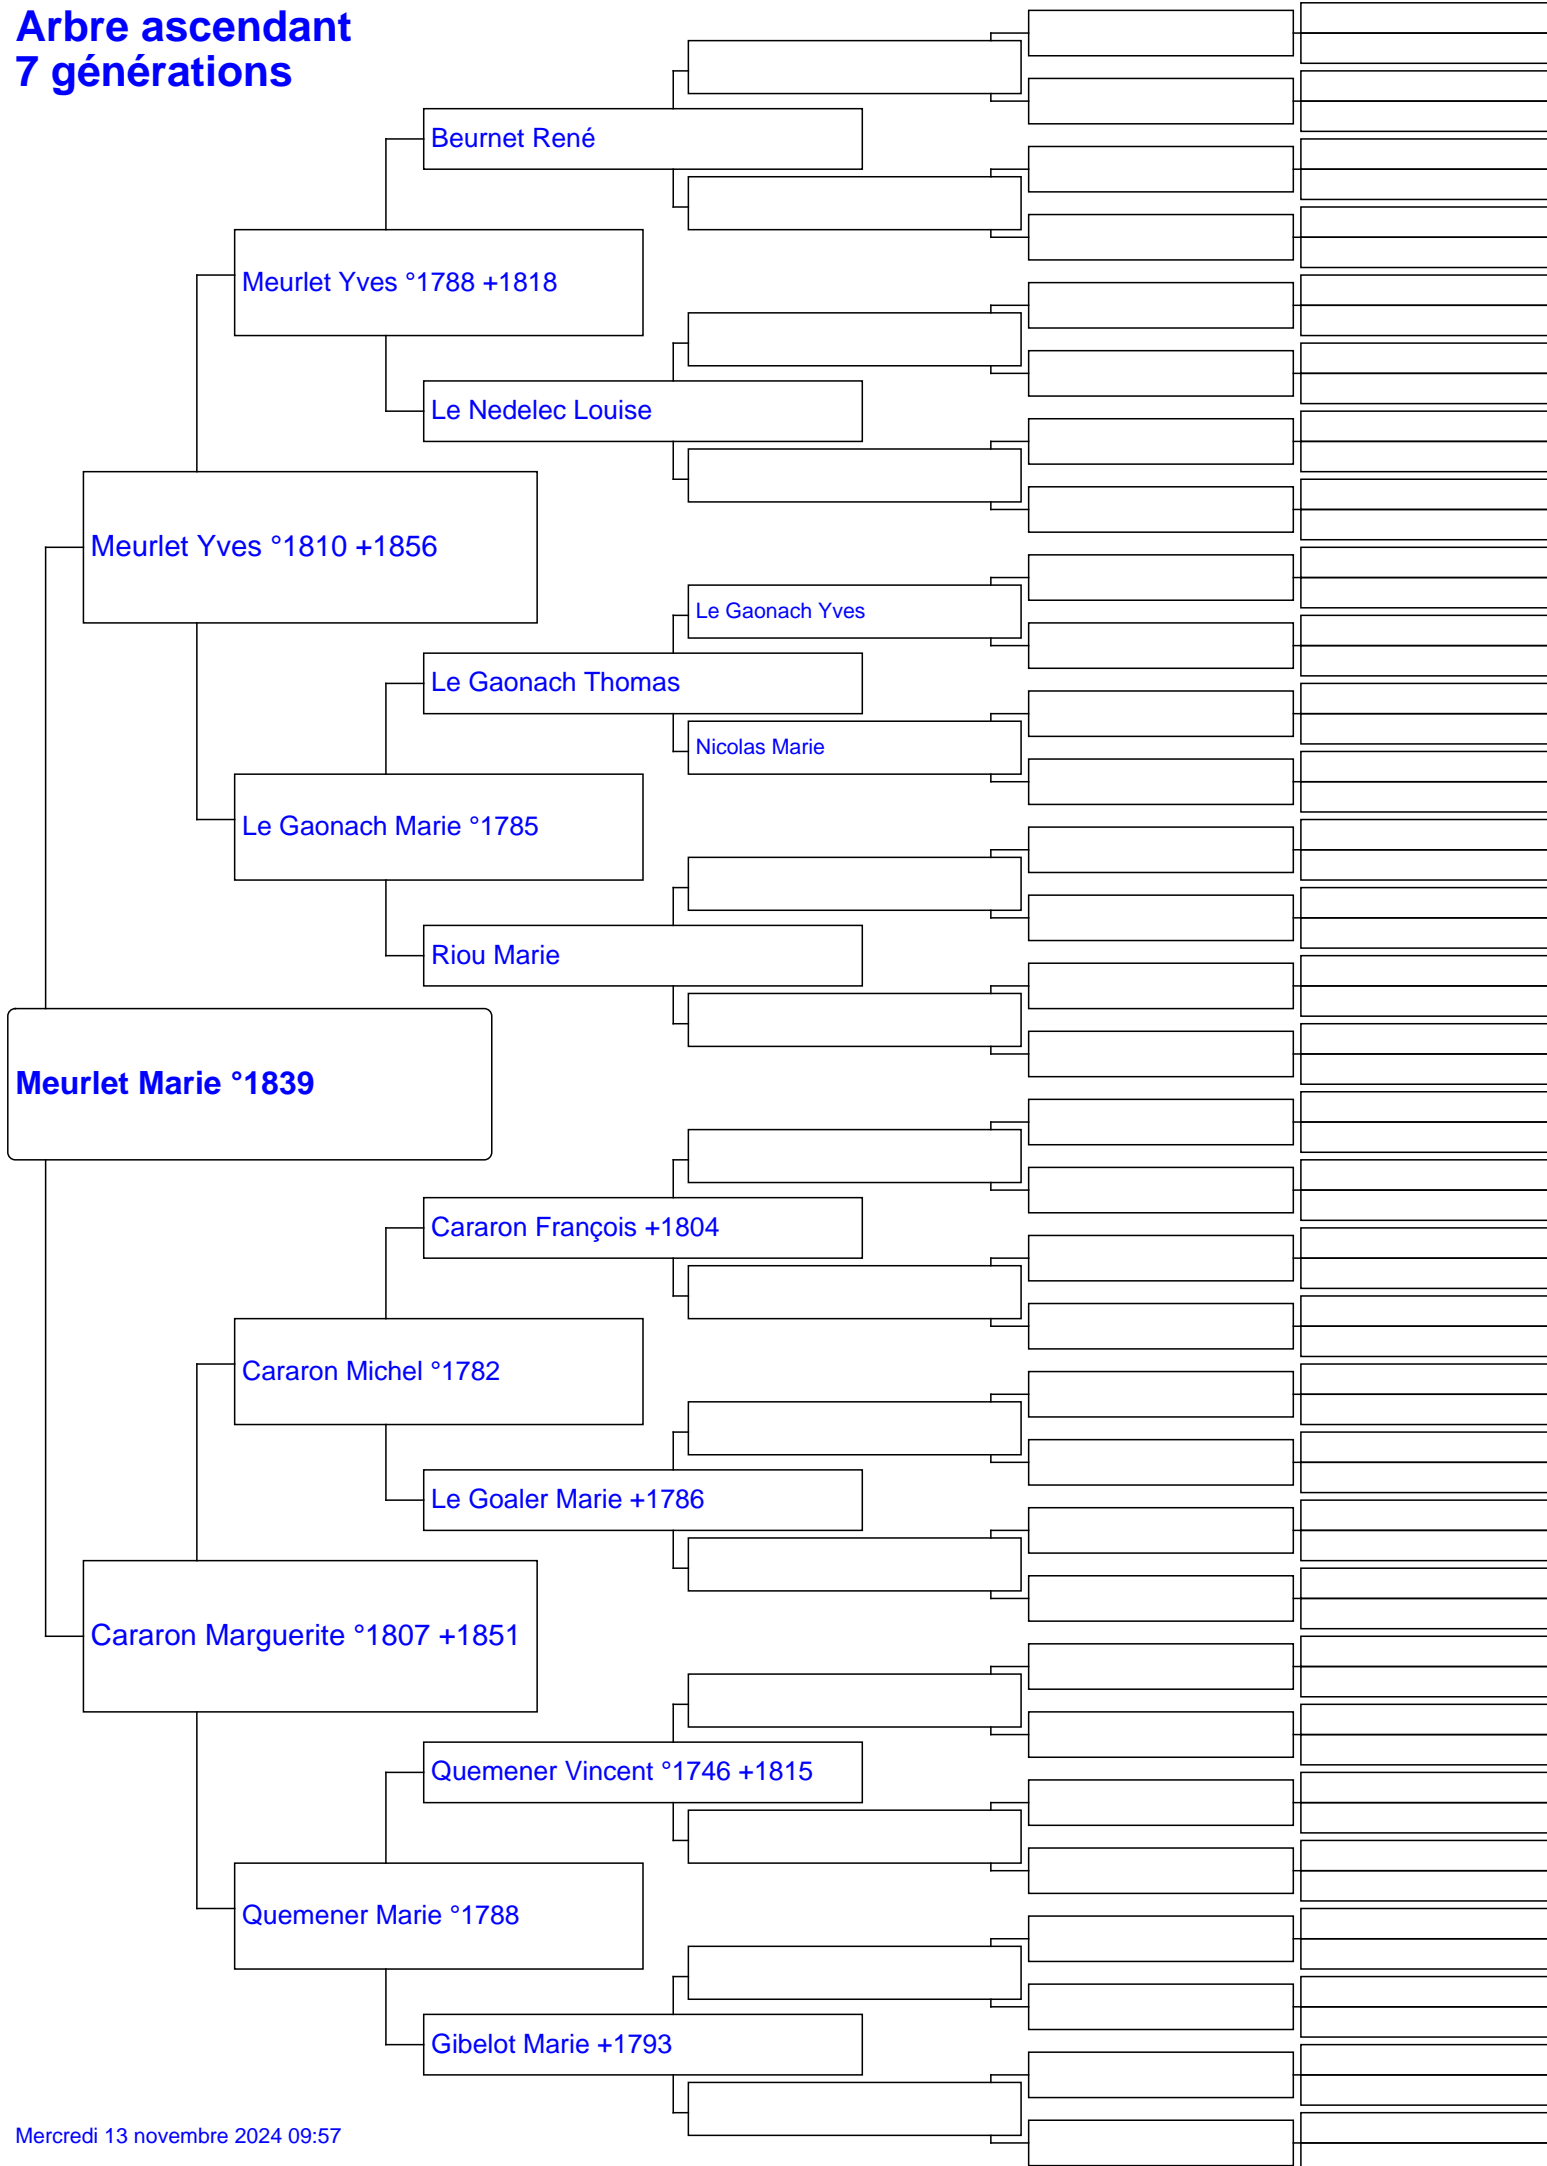 Arbre ascendant
7 générations
Beurnet René
Meurlet Yves °1788 +1818
Le Nedelec Louise
Meurlet Yves °1810 +1856
Le Gaonach Yves
Le Gaonach Thomas
Nicolas Marie
Le Gaonach Marie °1785
Riou Marie
Meurlet Marie °1839
Cararon François +1804
Cararon Michel °1782
Le Goaler Marie +1786
Cararon Marguerite °1807 +1851
Quemener Vincent °1746 +1815
Quemener Marie °1788
Gibelot Marie +1793
Mercredi 13 novembre 2024 09:57